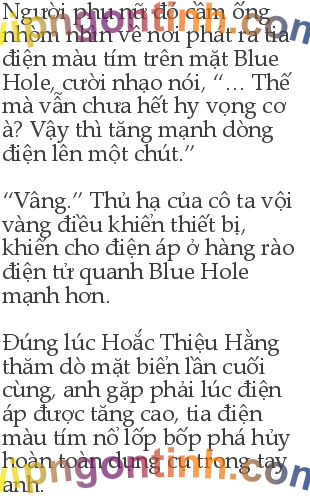 Người phụ nữ đó cầm ống
nhòm nhìn về nơi phát ra tia
điện màu tím trên mặt Blue
Hole, cười nhạo nói, “... Thế
mà vẫn chưa hết hy vọng cơ
à? Vậy thì tăng mạnh dòng
điện lên một chút.”
“Vâng.” Thủ hạ của cô ta vội
vàng điều khiển thiết bị,
khiến cho điện áp ở hàng rào
điện tử quanh Blue Hole
mạnh hơn.
Đúng lúc Hoắc Thiệu Hằng
thăm dò mặt biển lần cuối
cùng, anh gặp phải lúc điện
áp được tăng cao, tia điện
màu tím nổ lốp bốp phá hủy
hoàn toàn dụng cụ trong tay
anh.
vipngontinh.com
vipngontinh.com